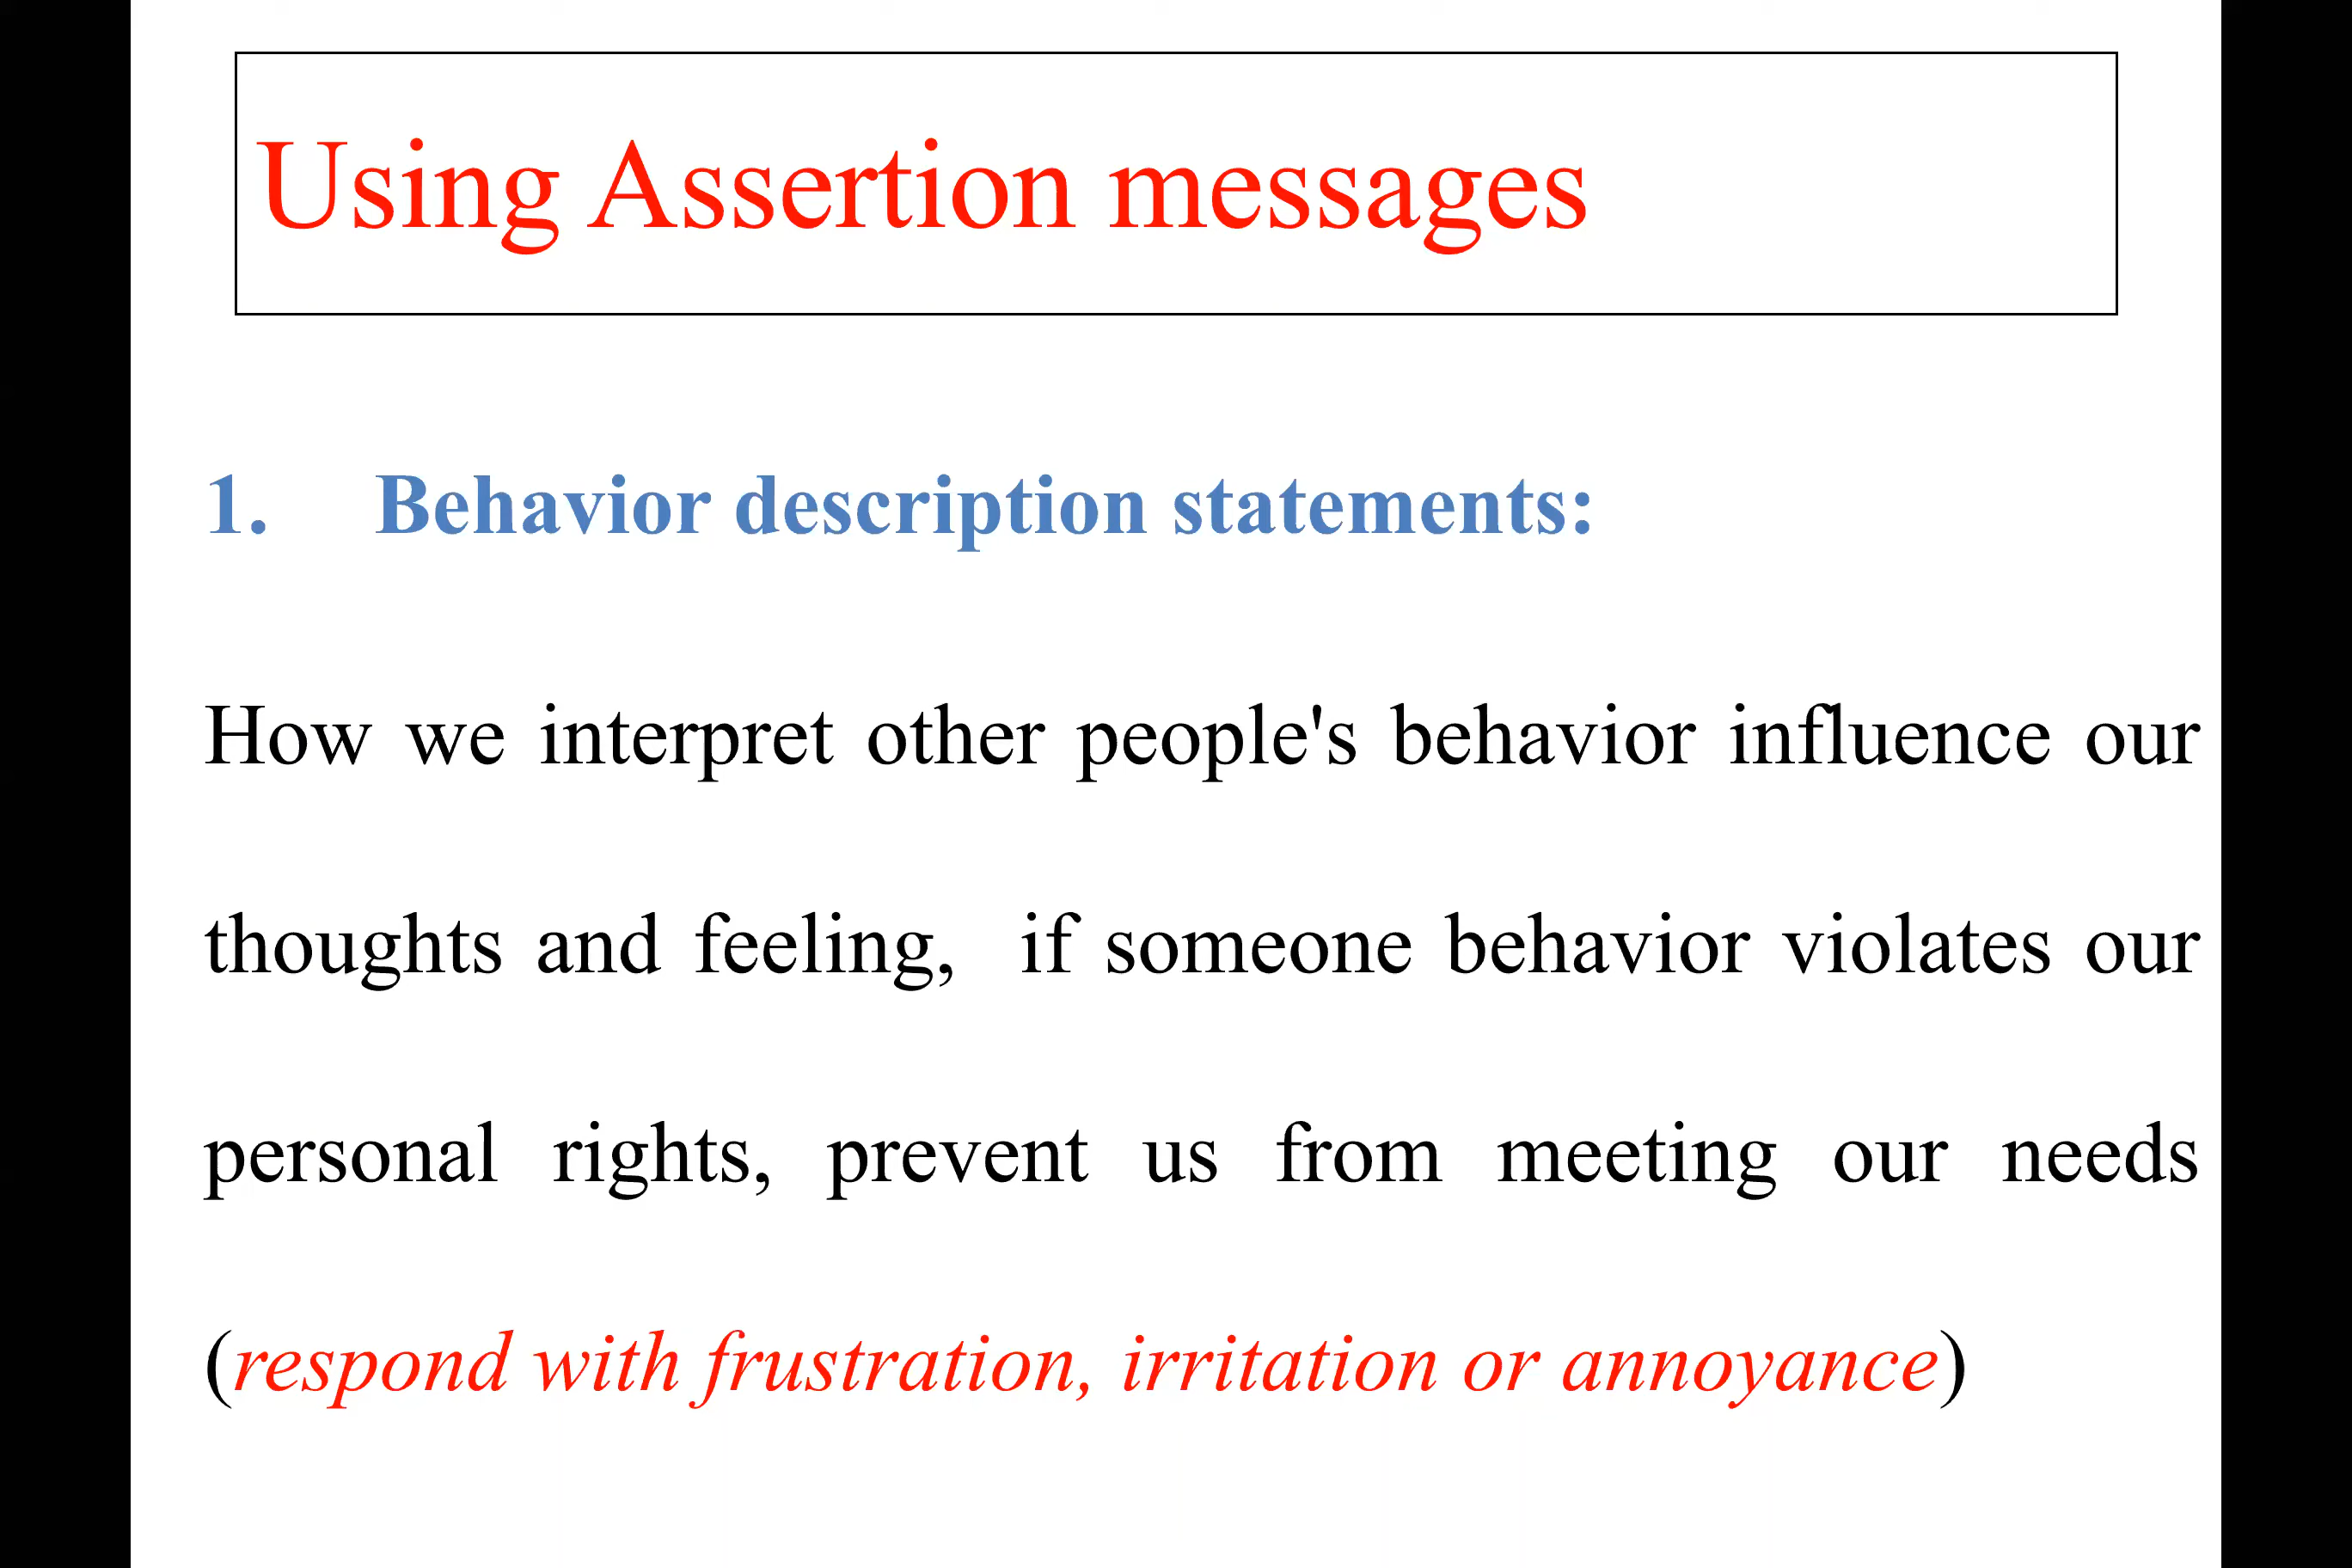 Using Assertion messages
1. Behavior description statements:
How we interpret other people's behavior influence our
thoughts and feeling, if someone behavior violates our
personal rights, prevent us from meeting our needs
(respond with frustration, irritation or annoyance)